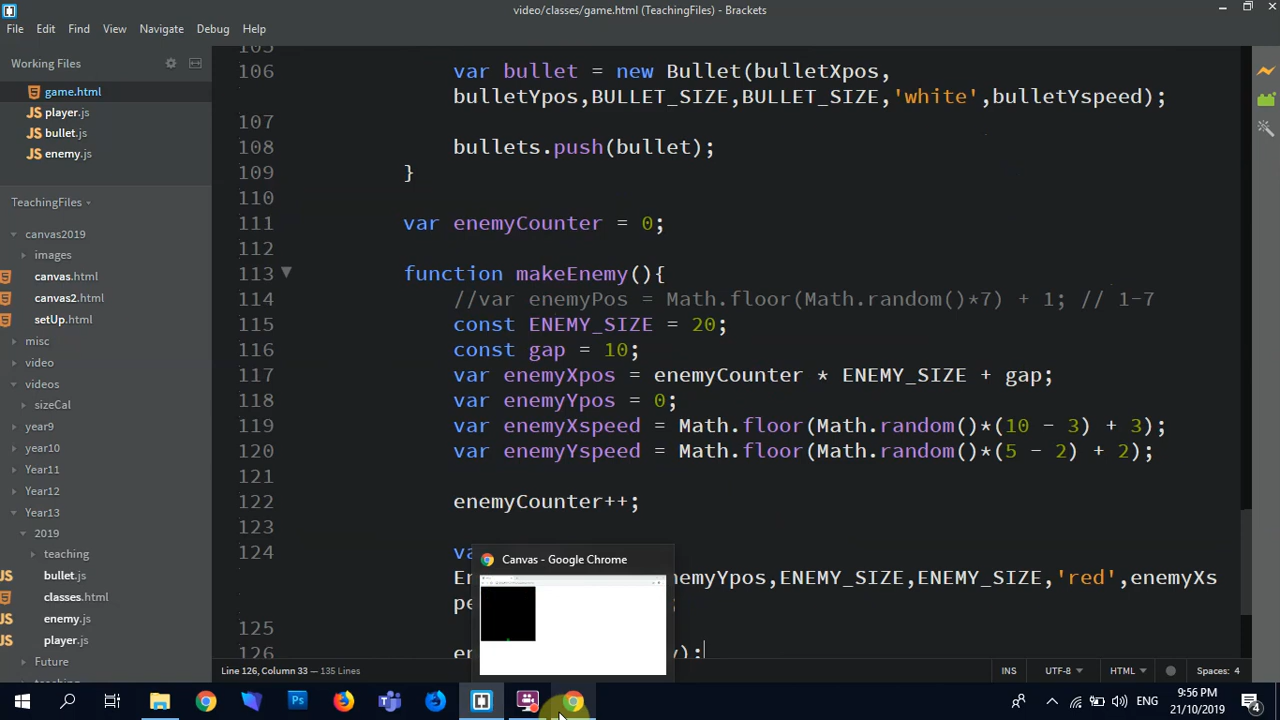 video/classes/game.html (TeachingFiles) - Brackets
File Edit Find View Navigate Debug Help
Working Files
game.html
player.js
bullet.js
enemy.js
TeachingFiles
canvas2019
images
canvas.html
canvas2.html
setUp.html
misc
video
videos
sizeCal
year9
year10
Year11
Year12
Year13
2019
teaching
bullet.js
classes.html
enemy.js
player.js
Future
105
106 var bullet = new Bullet(bulletXpos,
bulletYpos,BULLET_SIZE,BULLET_SIZE,'white',bulletYspeed);
107
108 bullets.push(bullet);
109 }
110
111 var enemyCounter = 0;
112
113 function makeEnemy(){
114 //var enemyPos = Math.floor(Math.random()*7) + 1; // 1-7
115 const ENEMY_SIZE = 20;
116 const gap = 10;
117 var enemyXpos = enemyCounter * ENEMY_SIZE + gap;
118 var enemyYpos = 0;
119 var enemyXspeed = Math.floor(Math.random()*(10 - 3) + 3);
120 var enemyYspeed = Math.floor(Math.random()*(5 - 2) + 2);
121
122 enemyCounter++;
123
124
nemyYpos,ENEMY_SIZE,ENEMY_SIZE,'red',enemyXs
125
126
Canvas - Google Chrome
Line 126, Column 33 — 135 Lines
INS UTF-8 HTML Spaces: 4
ENG
9:56 PM
21/10/2019
4